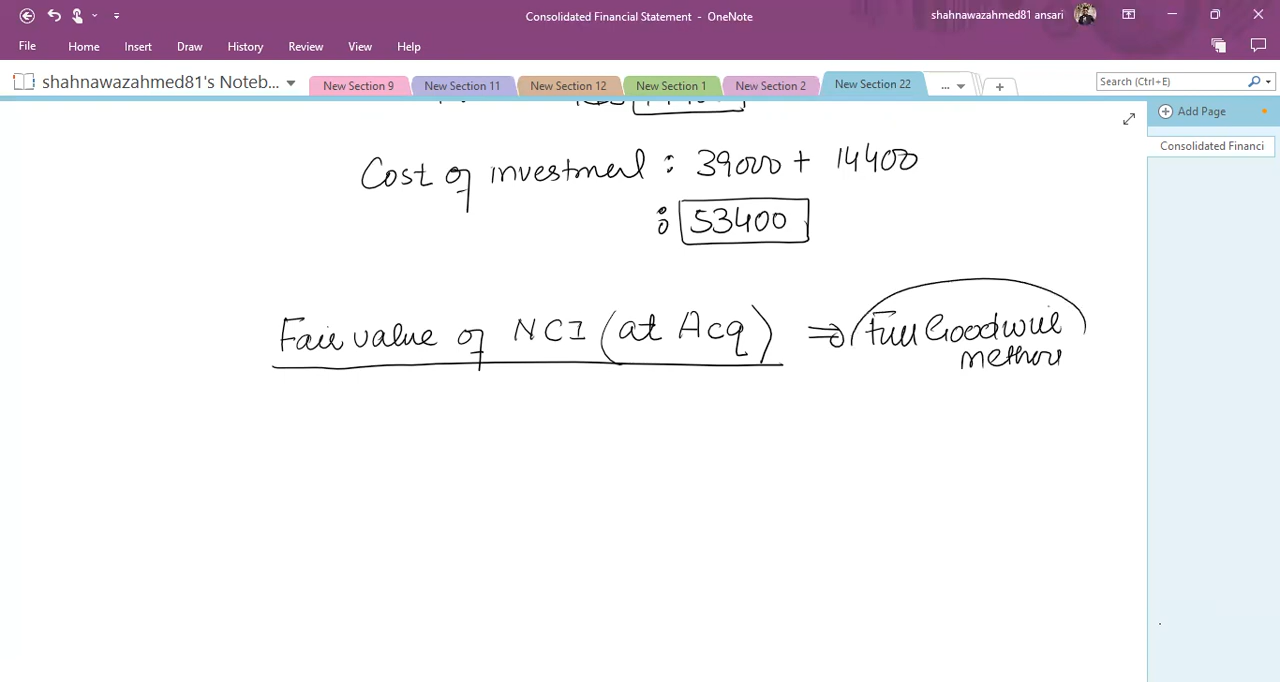 Consolidated Financial Statement - OneNote
shahnawazahmed81 ansari
File Home Insert Draw History Review View Help
shahnawazahmed81's Noteb...
New Section 9 New Section 11 New Section 12 New Section 1 New Section 2 New Section 22 ...
Search (Ctrl+E)
Add Page
Consolidated Financi
Cost of investment : 39000 + 14400
: 53400
Fair value of NCI (at Acq) ⇒ Full Goodwill
method